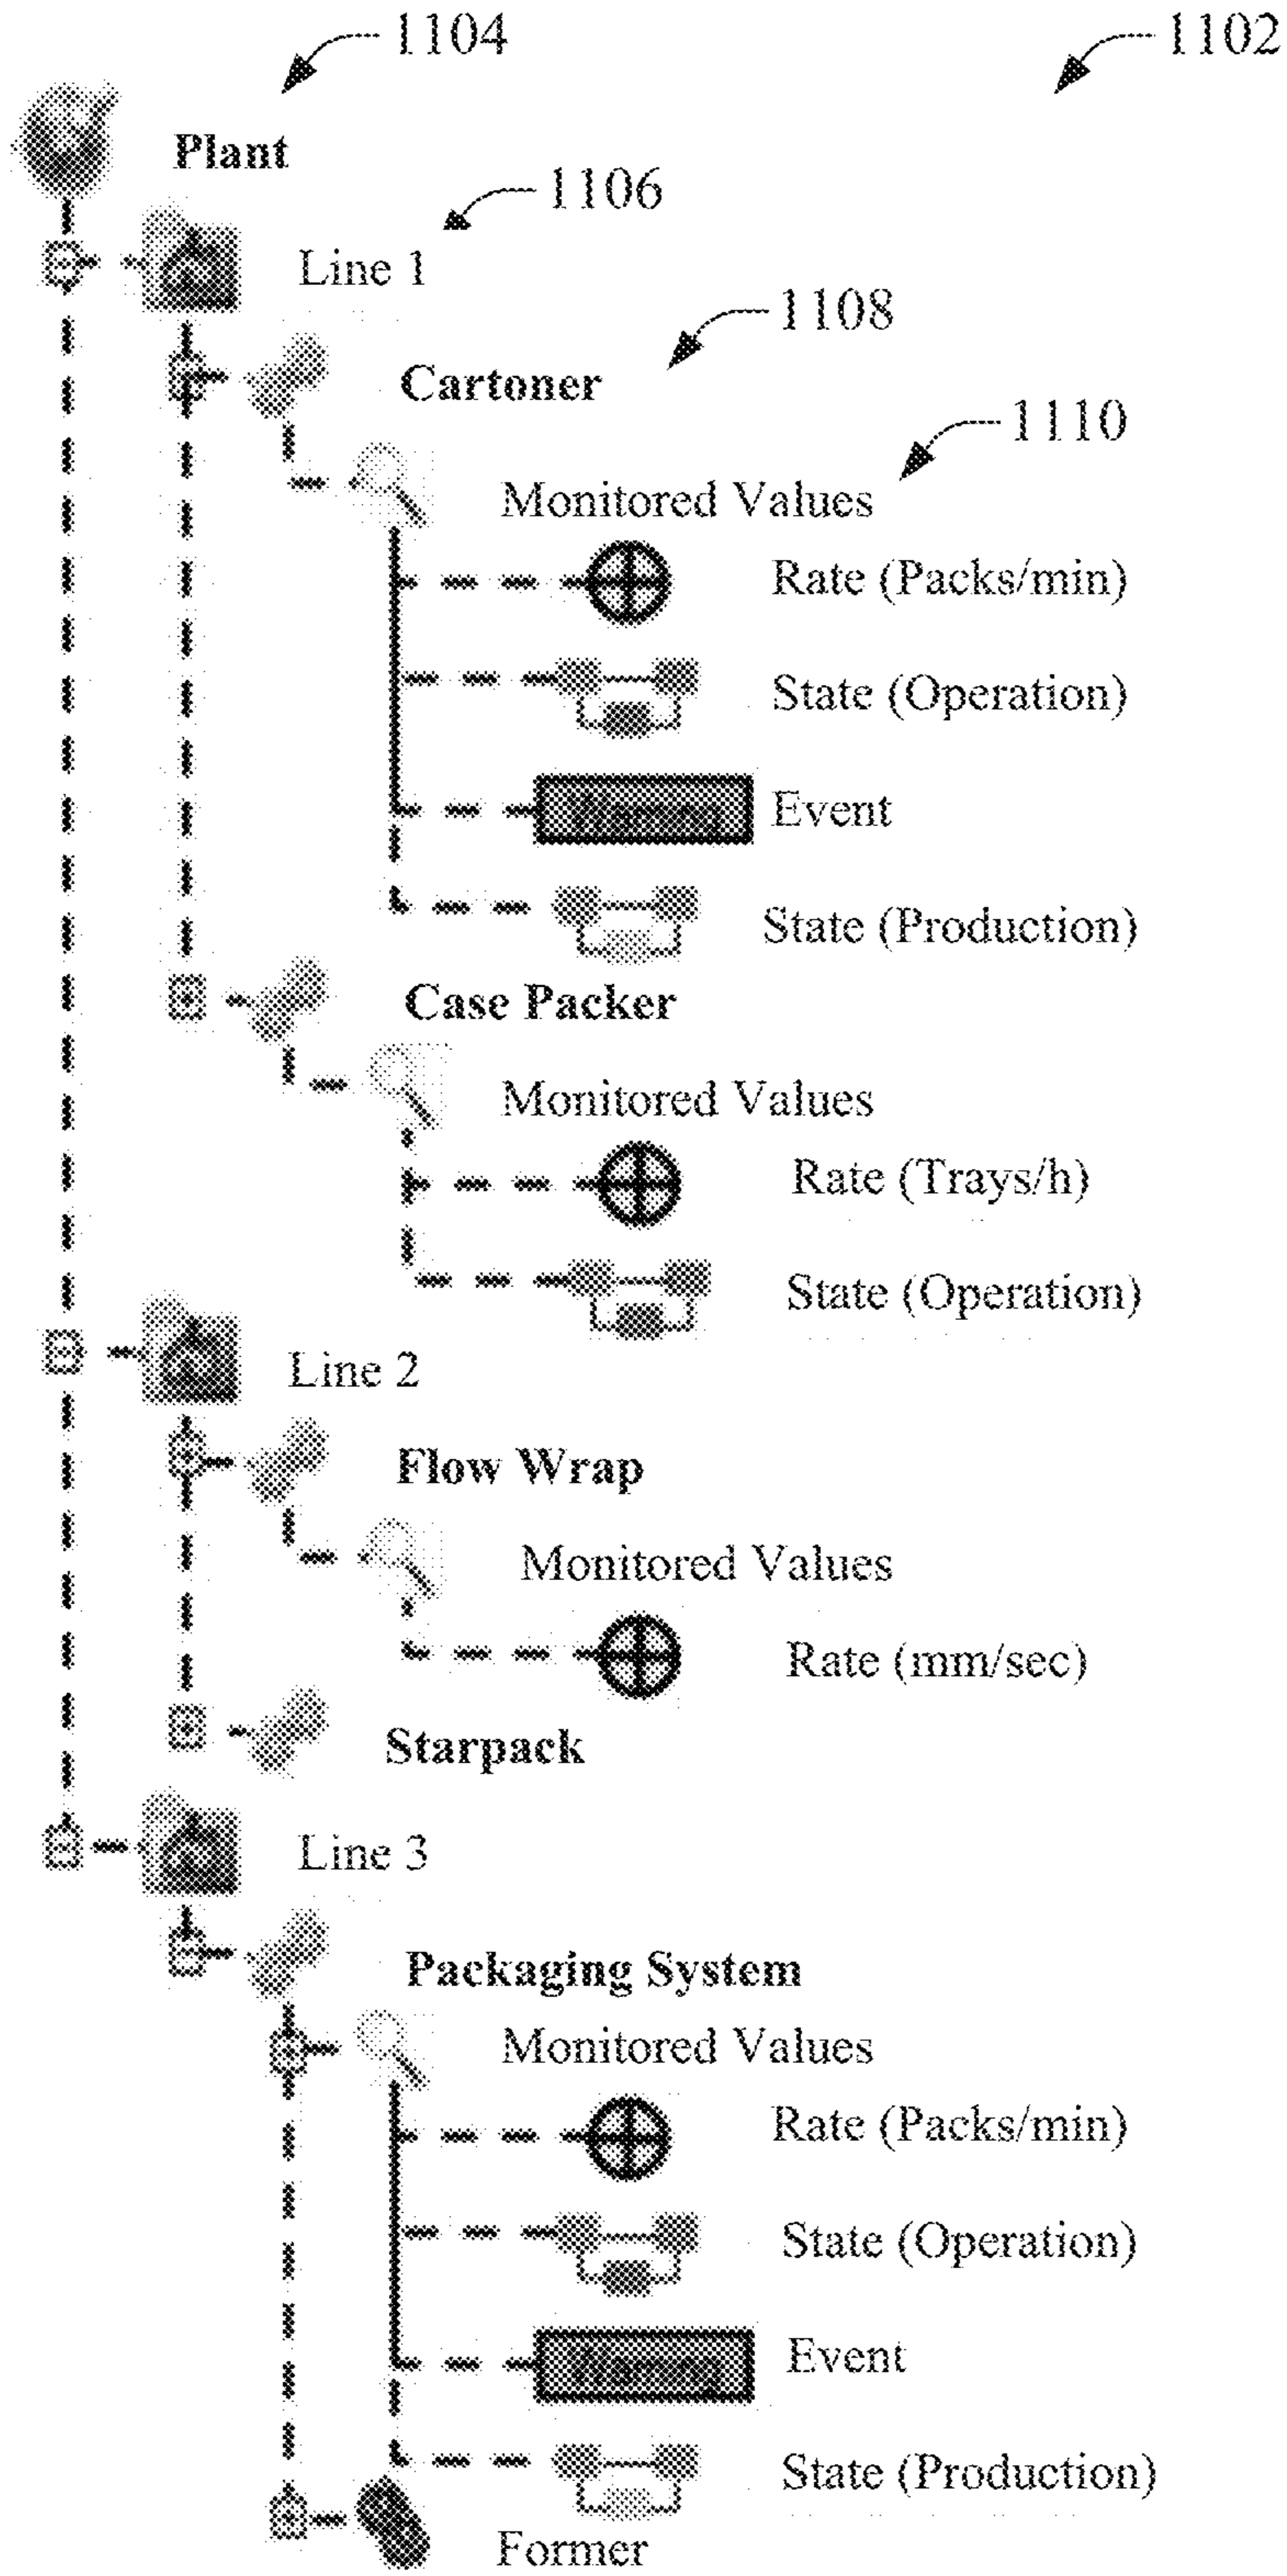 1104
1102
Plant
1106
Line 1
1108
Cartoner
1110
Monitored Values
Rate (Packs/min)
State (Operation)
Warning Event
State (Production)
Case Packer
Monitored Values
Rate (Trays/h)
State (Operation)
Line 2
Flow Wrap
Monitored Values
Rate (mm/sec)
Starpack
Line 3
Packaging System
Monitored Values
Rate (Packs/min)
State (Operation)
Warning Event
State (Production)
Former